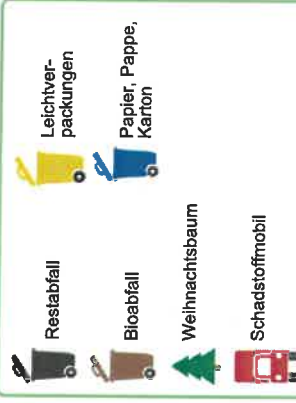 Restabfall
Bioabfall
Weihnachtsbaum
Schadstoffmobil
Leichtver-
packungen
Papier, Pappe,
Karton